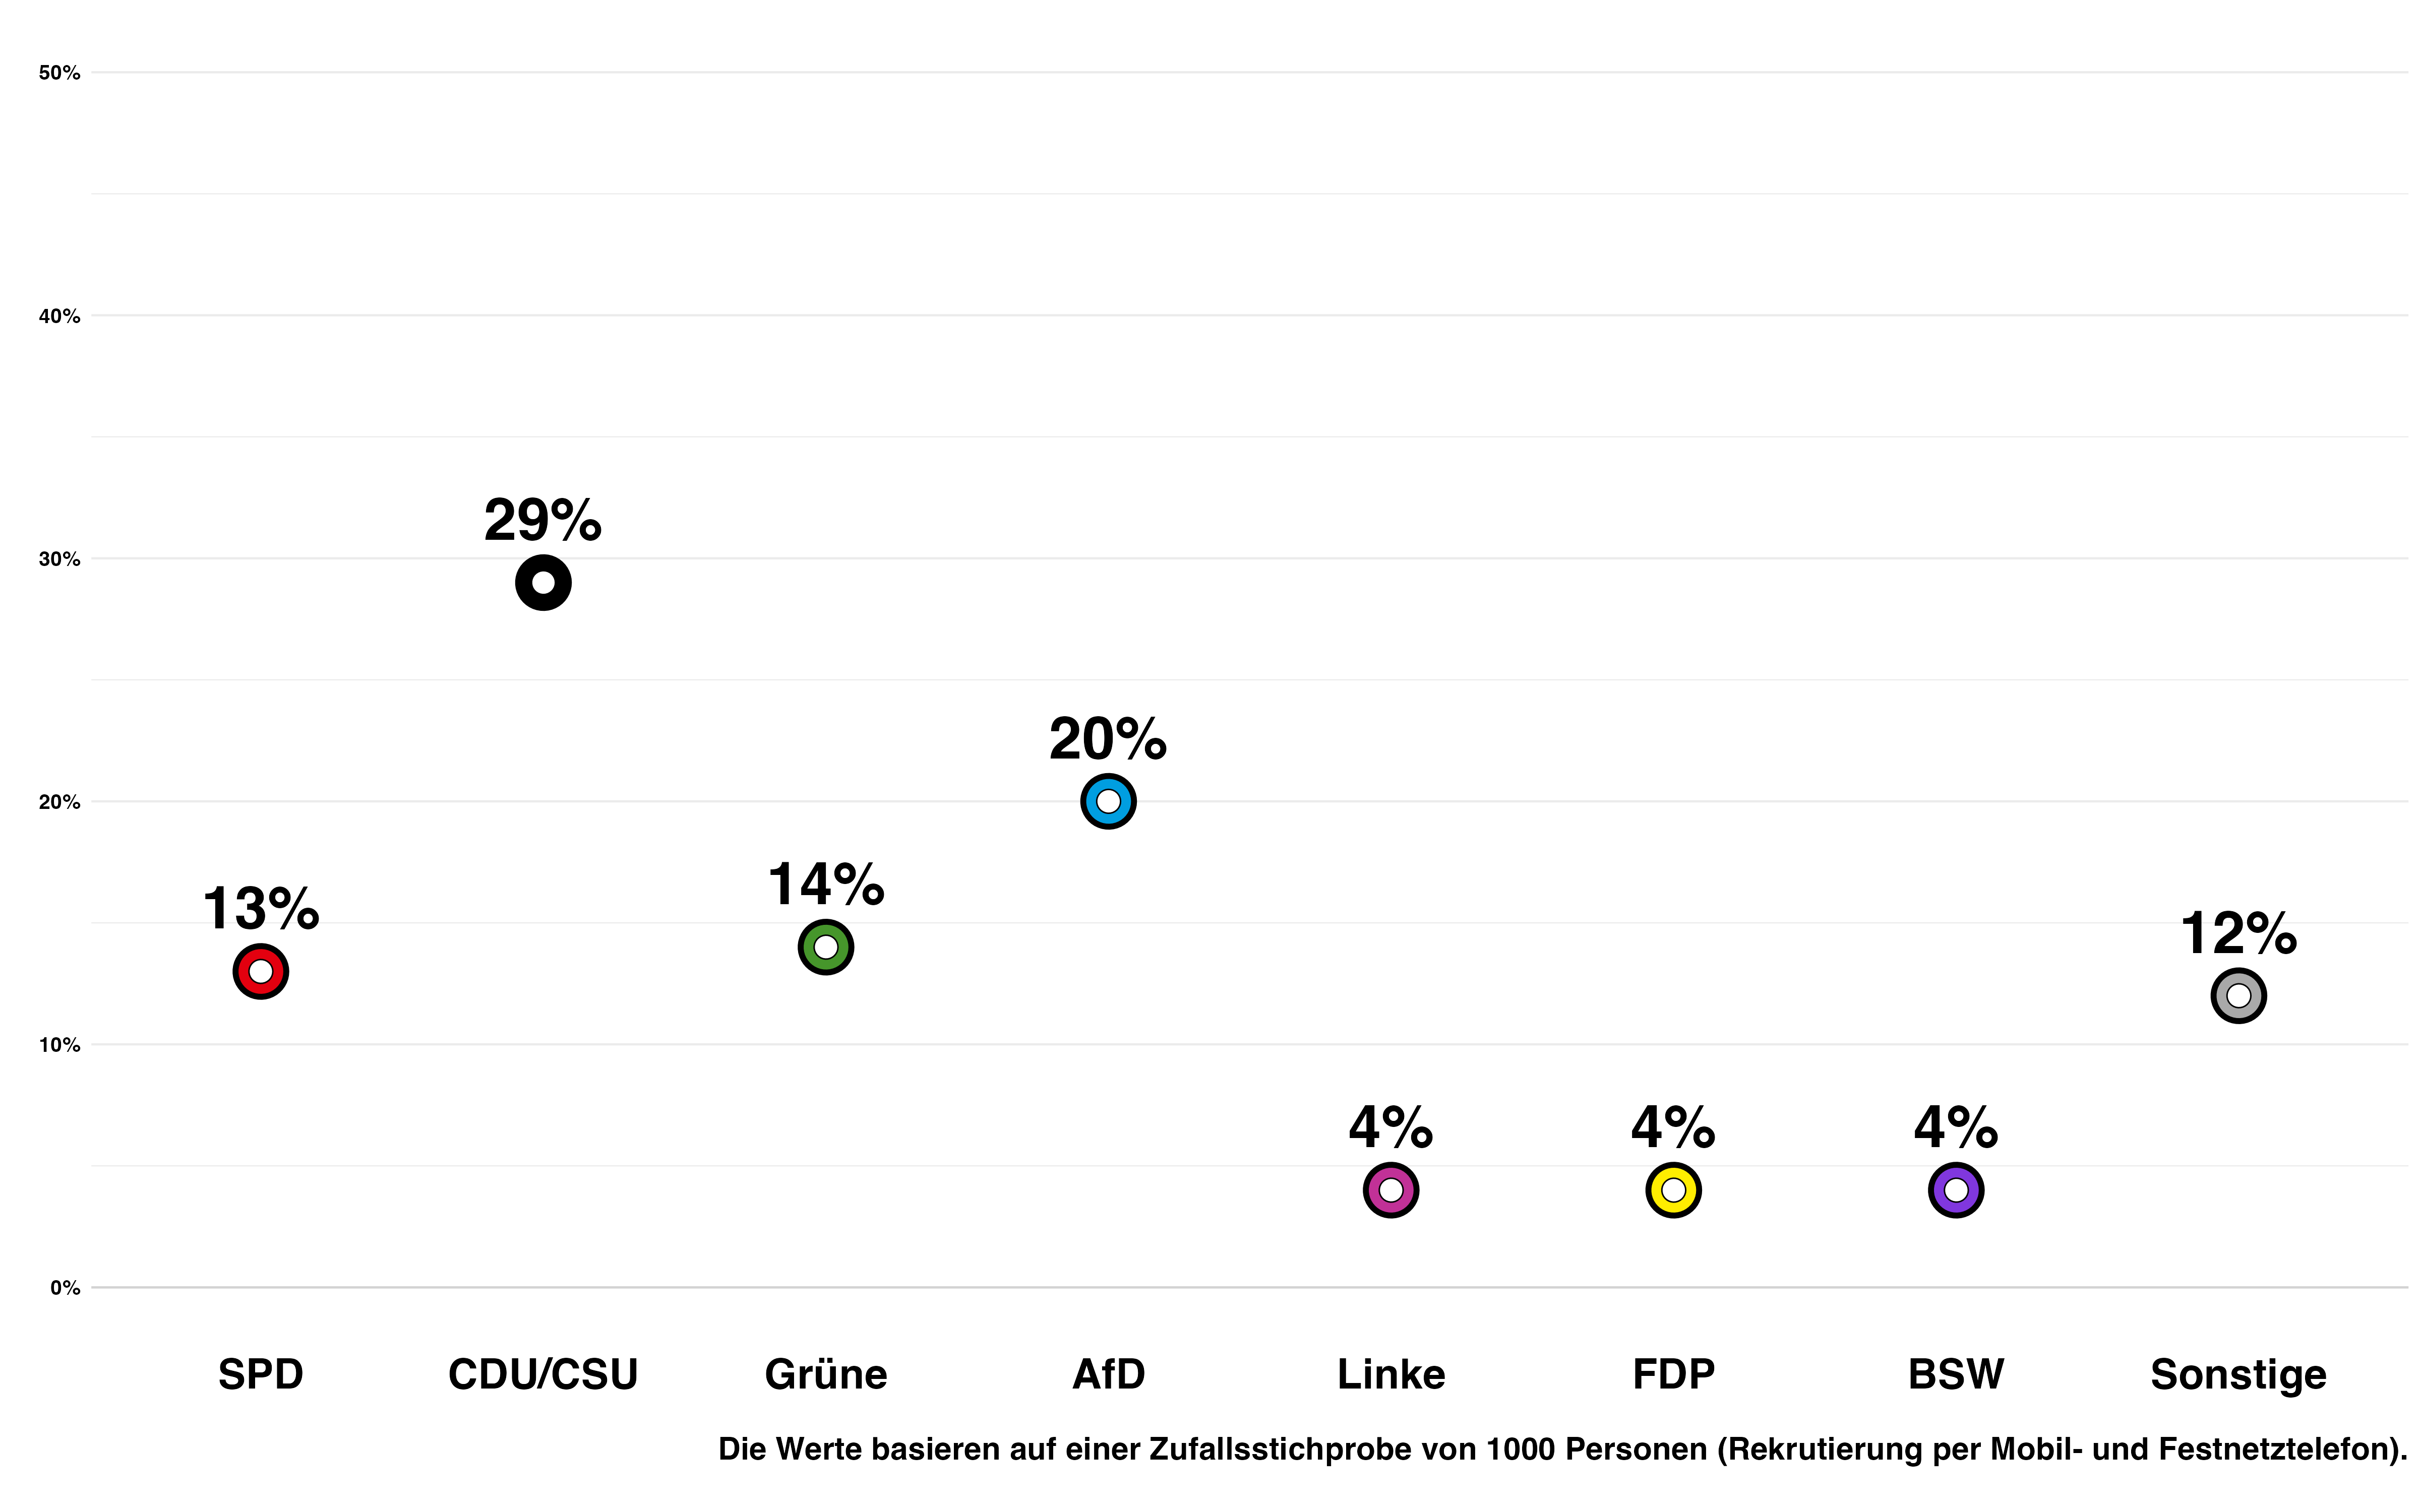 50%
40%
30%
20%
10%
0%
13%
29%
14%
20%
4%
4%
4%
12%
SPD
CDU/CSU
Grüne
AfD
Linke
FDP
BSW
Sonstige
Die Werte basieren auf einer Zufallsstichprobe von 1000 Personen (Rekrutierung per Mobil- und Festnetztelefon).